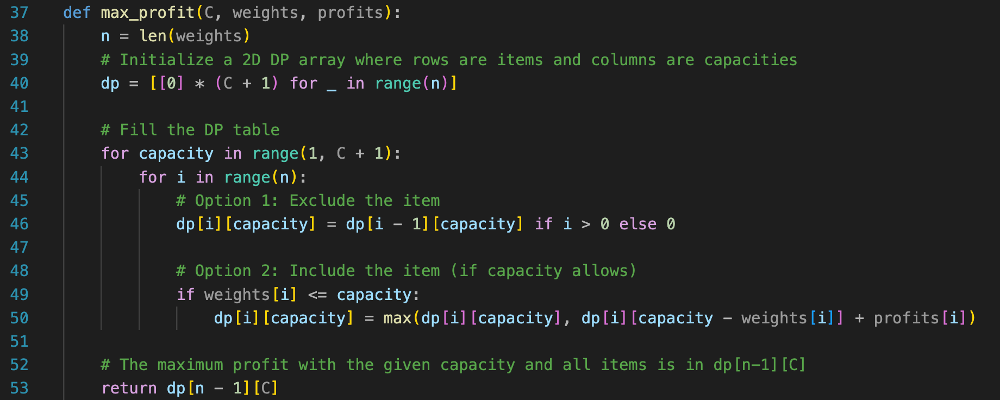 37 def max_profit(C, weights, profits):
38 n = len(weights)
39 # Initialize a 2D DP array where rows are items and columns are capacities
40 dp = [[0] * (C + 1) for _ in range(n)]
41
42 # Fill the DP table
43 for capacity in range(1, C + 1):
44 for i in range(n):
45 # Option 1: Exclude the item
46 dp[i][capacity] = dp[i - 1][capacity] if i > 0 else 0
47
48 # Option 2: Include the item (if capacity allows)
49 if weights[i] <= capacity:
50 dp[i][capacity] = max(dp[i][capacity], dp[i][capacity - weights[i]] + profits[i])
51
52 # The maximum profit with the given capacity and all items is in dp[n-1][C]
53 return dp[n - 1][C]